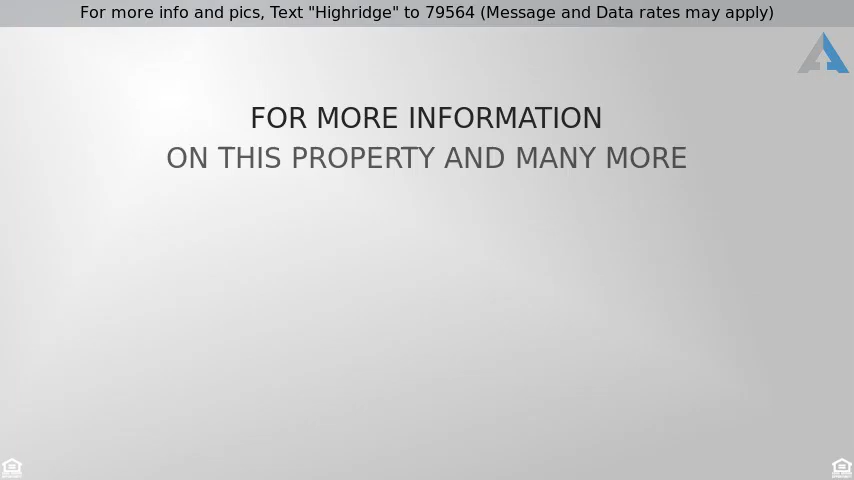 For more info and pics, Text "Highridge" to 79564 (Message and Data rates may apply)
FOR MORE INFORMATION
ON THIS PROPERTY AND MANY MORE